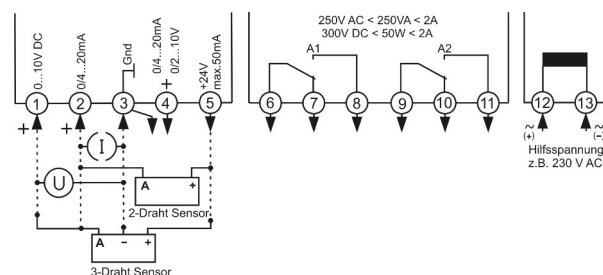 0...10V DC
0/4...20mA
Gnd
0/4...20mA
0/2...10V
+24V
max.50mA
250V AC < 250VA < 2A
300V DC < 50W < 2A
A1
A2
1
2
3
4
5
6
7
8
9
10
11
12
13
+
+
+
~
(+)
~
(−)
Hilfsspannung
z.B. 230 V AC
I
U
A +
2-Draht Sensor
A − +
3-Draht Sensor